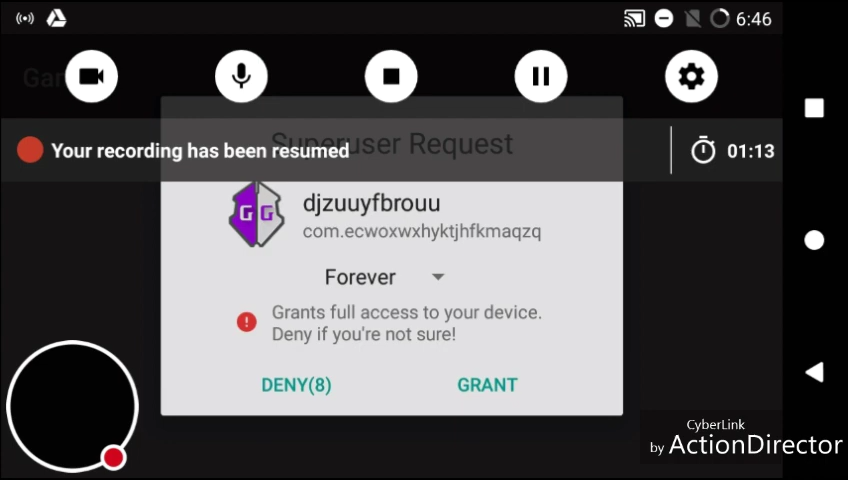 6:46
Gam
Superuser Request
Your recording has been resumed
01:13
G G
djzuuyfbrouu
com.ecwoxwxhyktjhfkmaqzq
Forever
Grants full access to your device.
Deny if you're not sure!
DENY(8)
GRANT
CyberLink
by ActionDirector